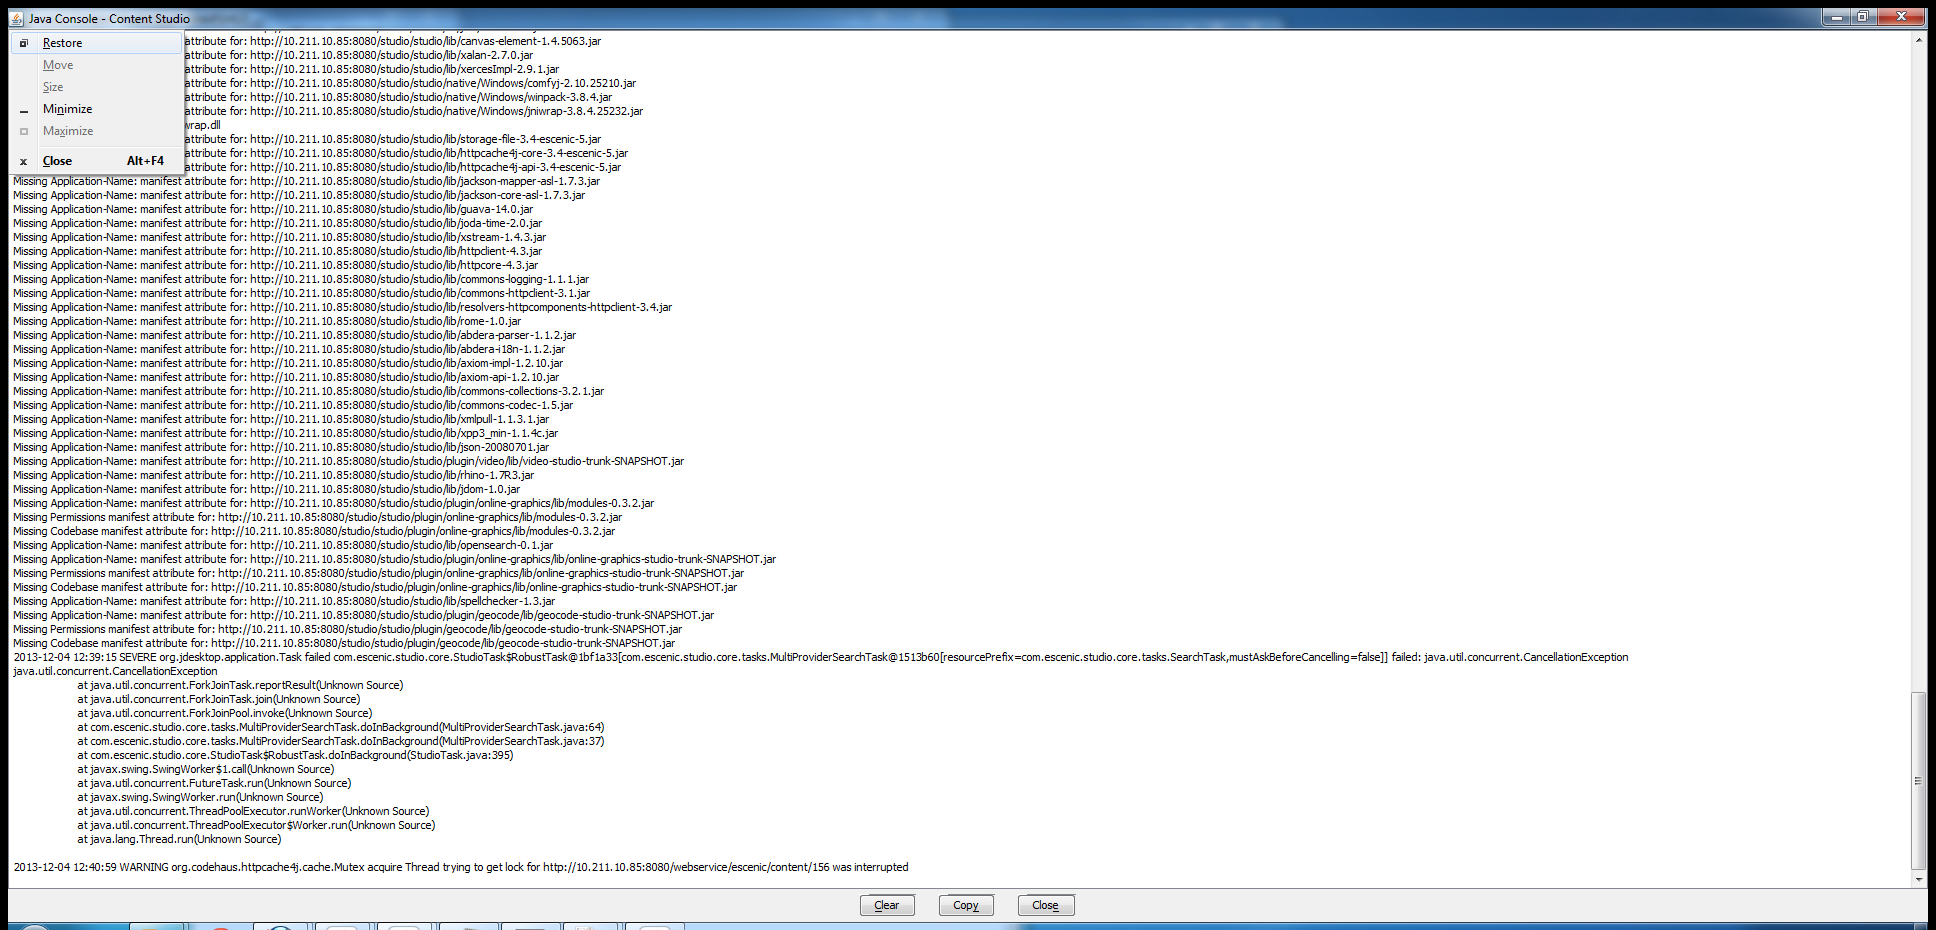 Java Console - Content Studio
Restore
Move
Size
Minimize
Maximize
Close Alt+F4
attribute for: http://10.211.10.85:8080/studio/studio/lib/canvas-element-1.4.5063.jar
attribute for: http://10.211.10.85:8080/studio/studio/lib/xalan-2.7.0.jar
attribute for: http://10.211.10.85:8080/studio/studio/lib/xercesImpl-2.9.1.jar
attribute for: http://10.211.10.85:8080/studio/studio/native/Windows/comfyj-2.10.25210.jar
attribute for: http://10.211.10.85:8080/studio/studio/native/Windows/winpack-3.8.4.jar
attribute for: http://10.211.10.85:8080/studio/studio/native/Windows/jniwrap-3.8.4.25232.jar
wrap.dll
attribute for: http://10.211.10.85:8080/studio/studio/lib/storage-file-3.4-escenic-5.jar
attribute for: http://10.211.10.85:8080/studio/studio/lib/httpcache4j-core-3.4-escenic-5.jar
attribute for: http://10.211.10.85:8080/studio/studio/lib/httpcache4j-api-3.4-escenic-5.jar
Missing Application-Name: manifest attribute for: http://10.211.10.85:8080/studio/studio/lib/jackson-mapper-asl-1.7.3.jar
Missing Application-Name: manifest attribute for: http://10.211.10.85:8080/studio/studio/lib/jackson-core-asl-1.7.3.jar
Missing Application-Name: manifest attribute for: http://10.211.10.85:8080/studio/studio/lib/guava-14.0.jar
Missing Application-Name: manifest attribute for: http://10.211.10.85:8080/studio/studio/lib/joda-time-2.0.jar
Missing Application-Name: manifest attribute for: http://10.211.10.85:8080/studio/studio/lib/xstream-1.4.3.jar
Missing Application-Name: manifest attribute for: http://10.211.10.85:8080/studio/studio/lib/httpclient-4.3.jar
Missing Application-Name: manifest attribute for: http://10.211.10.85:8080/studio/studio/lib/httpcore-4.3.jar
Missing Application-Name: manifest attribute for: http://10.211.10.85:8080/studio/studio/lib/commons-logging-1.1.1.jar
Missing Application-Name: manifest attribute for: http://10.211.10.85:8080/studio/studio/lib/commons-httpclient-3.1.jar
Missing Application-Name: manifest attribute for: http://10.211.10.85:8080/studio/studio/lib/resolvers-httpcomponents-httpclient-3.4.jar
Missing Application-Name: manifest attribute for: http://10.211.10.85:8080/studio/studio/lib/rome-1.0.jar
Missing Application-Name: manifest attribute for: http://10.211.10.85:8080/studio/studio/lib/abdera-parser-1.1.2.jar
Missing Application-Name: manifest attribute for: http://10.211.10.85:8080/studio/studio/lib/abdera-i18n-1.1.2.jar
Missing Application-Name: manifest attribute for: http://10.211.10.85:8080/studio/studio/lib/axiom-impl-1.2.10.jar
Missing Application-Name: manifest attribute for: http://10.211.10.85:8080/studio/studio/lib/axiom-api-1.2.10.jar
Missing Application-Name: manifest attribute for: http://10.211.10.85:8080/studio/studio/lib/commons-collections-3.2.1.jar
Missing Application-Name: manifest attribute for: http://10.211.10.85:8080/studio/studio/lib/commons-codec-1.5.jar
Missing Application-Name: manifest attribute for: http://10.211.10.85:8080/studio/studio/lib/xmlpull-1.1.3.1.jar
Missing Application-Name: manifest attribute for: http://10.211.10.85:8080/studio/studio/lib/xpp3_min-1.1.4c.jar
Missing Application-Name: manifest attribute for: http://10.211.10.85:8080/studio/studio/lib/json-20080701.jar
Missing Application-Name: manifest attribute for: http://10.211.10.85:8080/studio/studio/plugin/video/lib/video-studio-trunk-SNAPSHOT.jar
Missing Application-Name: manifest attribute for: http://10.211.10.85:8080/studio/studio/lib/rhino-1.7R3.jar
Missing Application-Name: manifest attribute for: http://10.211.10.85:8080/studio/studio/lib/jdom-1.0.jar
Missing Application-Name: manifest attribute for: http://10.211.10.85:8080/studio/studio/plugin/online-graphics/lib/modules-0.3.2.jar
Missing Permissions manifest attribute for: http://10.211.10.85:8080/studio/studio/plugin/online-graphics/lib/modules-0.3.2.jar
Missing Codebase manifest attribute for: http://10.211.10.85:8080/studio/studio/plugin/online-graphics/lib/modules-0.3.2.jar
Missing Application-Name: manifest attribute for: http://10.211.10.85:8080/studio/studio/lib/opensearch-0.1.jar
Missing Application-Name: manifest attribute for: http://10.211.10.85:8080/studio/studio/plugin/online-graphics/lib/online-graphics-studio-trunk-SNAPSHOT.jar
Missing Permissions manifest attribute for: http://10.211.10.85:8080/studio/studio/plugin/online-graphics/lib/online-graphics-studio-trunk-SNAPSHOT.jar
Missing Codebase manifest attribute for: http://10.211.10.85:8080/studio/studio/plugin/online-graphics/lib/online-graphics-studio-trunk-SNAPSHOT.jar
Missing Application-Name: manifest attribute for: http://10.211.10.85:8080/studio/studio/lib/spellchecker-1.3.jar
Missing Application-Name: manifest attribute for: http://10.211.10.85:8080/studio/studio/plugin/geocode/lib/geocode-studio-trunk-SNAPSHOT.jar
Missing Permissions manifest attribute for: http://10.211.10.85:8080/studio/studio/plugin/geocode/lib/geocode-studio-trunk-SNAPSHOT.jar
Missing Codebase manifest attribute for: http://10.211.10.85:8080/studio/studio/plugin/geocode/lib/geocode-studio-trunk-SNAPSHOT.jar
2013-12-04 12:39:15 SEVERE org.jdesktop.application.Task failed com.escenic.studio.core.StudioTask$RobustTask@1bf1a33[com.escenic.studio.core.tasks.MultiProviderSearchTask@1513b60[resourcePrefix=com.escenic.studio.core.tasks.SearchTask,mustAskBeforeCancelling=false]] failed: java.util.concurrent.CancellationException
java.util.concurrent.CancellationException
at java.util.concurrent.ForkJoinTask.reportResult(Unknown Source)
at java.util.concurrent.ForkJoinTask.join(Unknown Source)
at java.util.concurrent.ForkJoinPool.invoke(Unknown Source)
at com.escenic.studio.core.tasks.MultiProviderSearchTask.doInBackground(MultiProviderSearchTask.java:64)
at com.escenic.studio.core.tasks.MultiProviderSearchTask.doInBackground(MultiProviderSearchTask.java:37)
at com.escenic.studio.core.StudioTask$RobustTask.doInBackground(StudioTask.java:395)
at javax.swing.SwingWorker$1.call(Unknown Source)
at java.util.concurrent.FutureTask.run(Unknown Source)
at javax.swing.SwingWorker.run(Unknown Source)
at java.util.concurrent.ThreadPoolExecutor.runWorker(Unknown Source)
at java.util.concurrent.ThreadPoolExecutor$Worker.run(Unknown Source)
at java.lang.Thread.run(Unknown Source)
2013-12-04 12:40:59 WARNING org.codehaus.httpcache4j.cache.Mutex acquire Thread trying to get lock for http://10.211.10.85:8080/webservice/escenic/content/156 was interrupted
Clear Copy Close